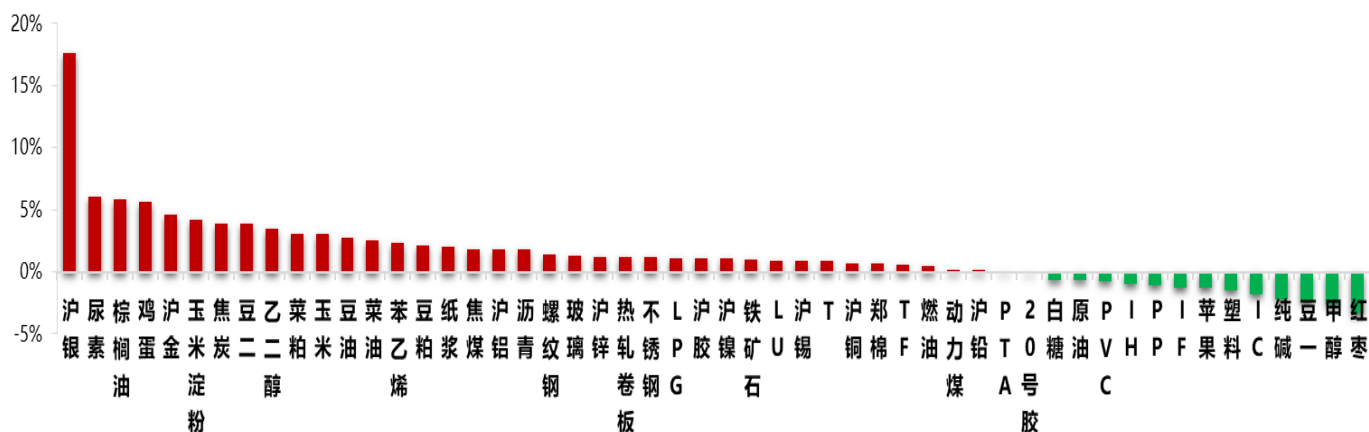 20%
15%
10%
5%
0%
-5%
沪银
尿素
棕榈油
鸡蛋
沪金
玉米淀粉
焦炭
豆二
乙二醇
菜粕
玉米
豆油
菜油
苯乙烯
豆粕
纸浆
焦煤
沪铝
沥青
螺纹钢
玻璃
沪锌
热轧卷板
不锈钢
LPG
沪胶
沪镍
铁矿石
LU
沪锡
T
沪铜
郑棉
TF
燃油
动力煤
沪铅
PTA
20号胶
白糖
原油
PVC
IH
PP
IF
苹果
塑料
IC
纯碱
豆一
甲醇
红枣